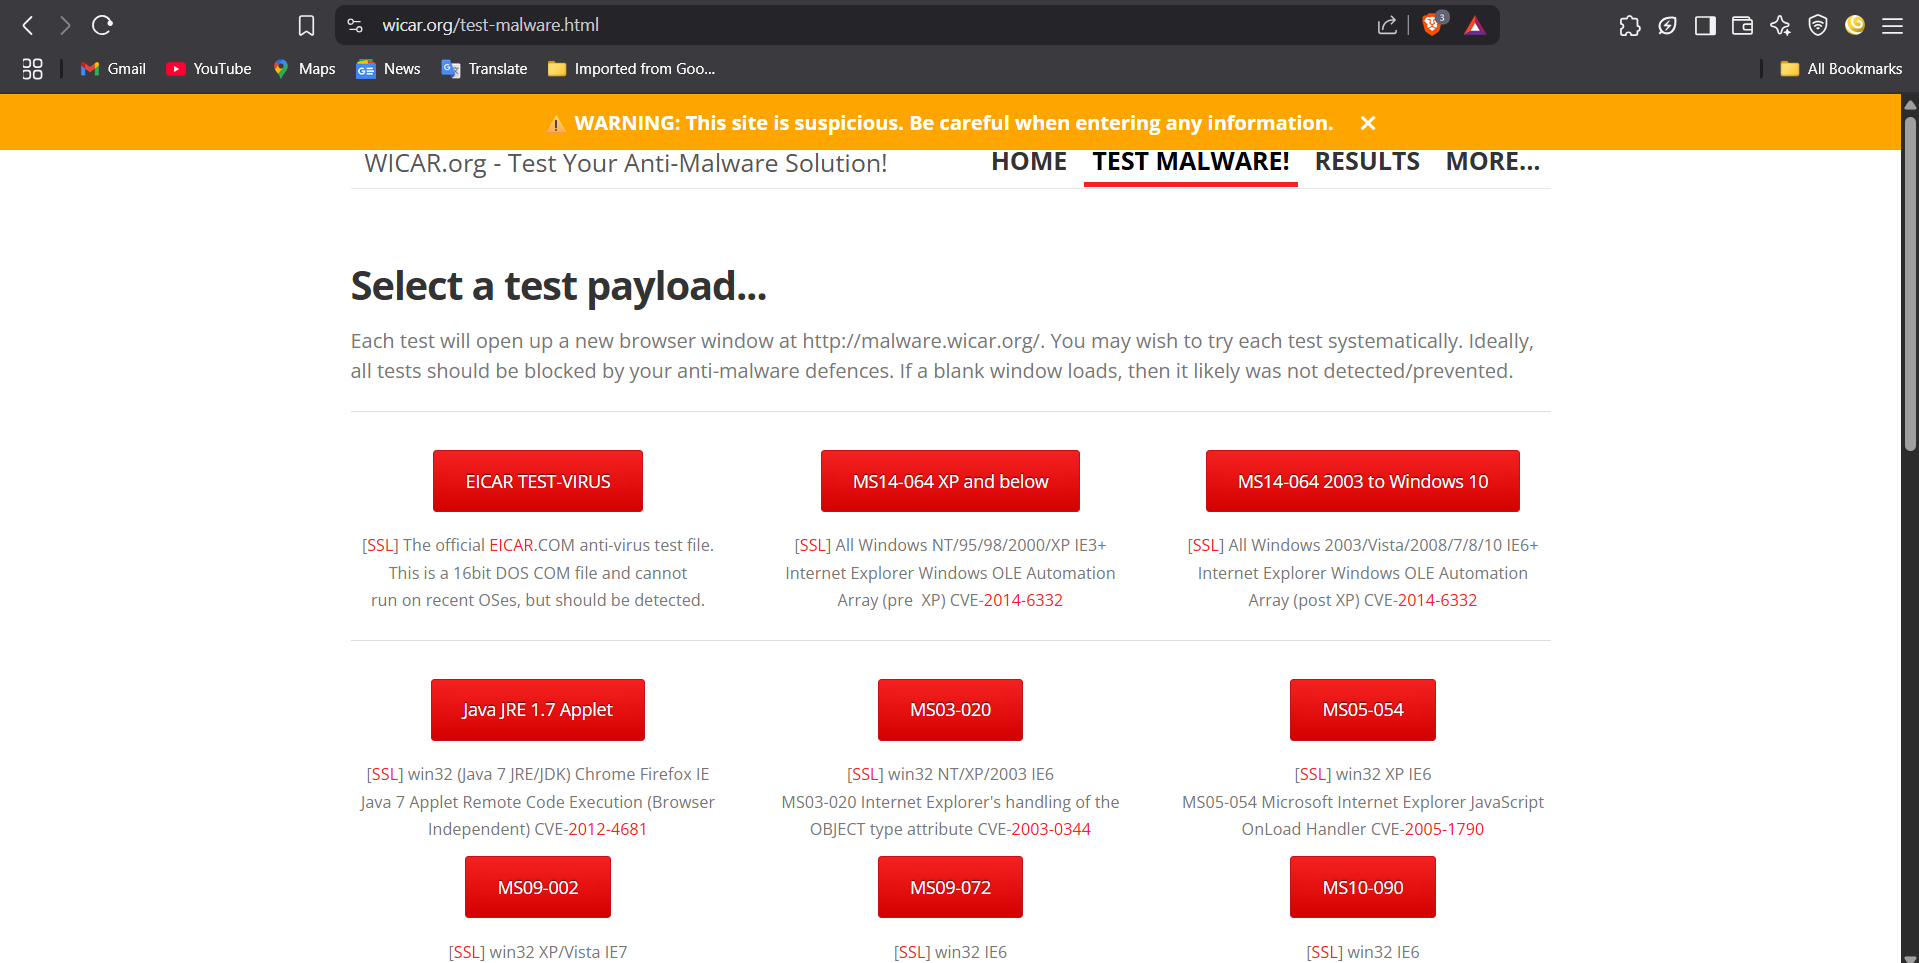 wicar.org/test-malware.html
3
Gmail
YouTube
Maps
News
Translate
Imported from Goo...
All Bookmarks
WARNING: This site is suspicious. Be careful when entering any information.
WICAR.org - Test Your Anti-Malware Solution!
HOME
TEST MALWARE!
RESULTS
MORE...
Select a test payload...
Each test will open up a new browser window at http://malware.wicar.org/. You may wish to try each test systematically. Ideally,
all tests should be blocked by your anti-malware defences. If a blank window loads, then it likely was not detected/prevented.
EICAR TEST-VIRUS
[SSL] The official EICAR.COM anti-virus test file.
This is a 16bit DOS COM file and cannot
run on recent OSes, but should be detected.
MS14-064 XP and below
[SSL] All Windows NT/95/98/2000/XP IE3+
Internet Explorer Windows OLE Automation
Array (pre XP) CVE-2014-6332
MS14-064 2003 to Windows 10
[SSL] All Windows 2003/Vista/2008/7/8/10 IE6+
Internet Explorer Windows OLE Automation
Array (post XP) CVE-2014-6332
Java JRE 1.7 Applet
[SSL] win32 (Java 7 JRE/JDK) Chrome Firefox IE
Java 7 Applet Remote Code Execution (Browser
Independent) CVE-2012-4681
MS03-020
[SSL] win32 NT/XP/2003 IE6
MS03-020 Internet Explorer's handling of the
OBJECT type attribute CVE-2003-0344
MS05-054
[SSL] win32 XP IE6
MS05-054 Microsoft Internet Explorer JavaScript
OnLoad Handler CVE-2005-1790
MS09-002
[SSL] win32 XP/Vista IE7
MS09-072
[SSL] win32 IE6
MS10-090
[SSL] win32 IE6